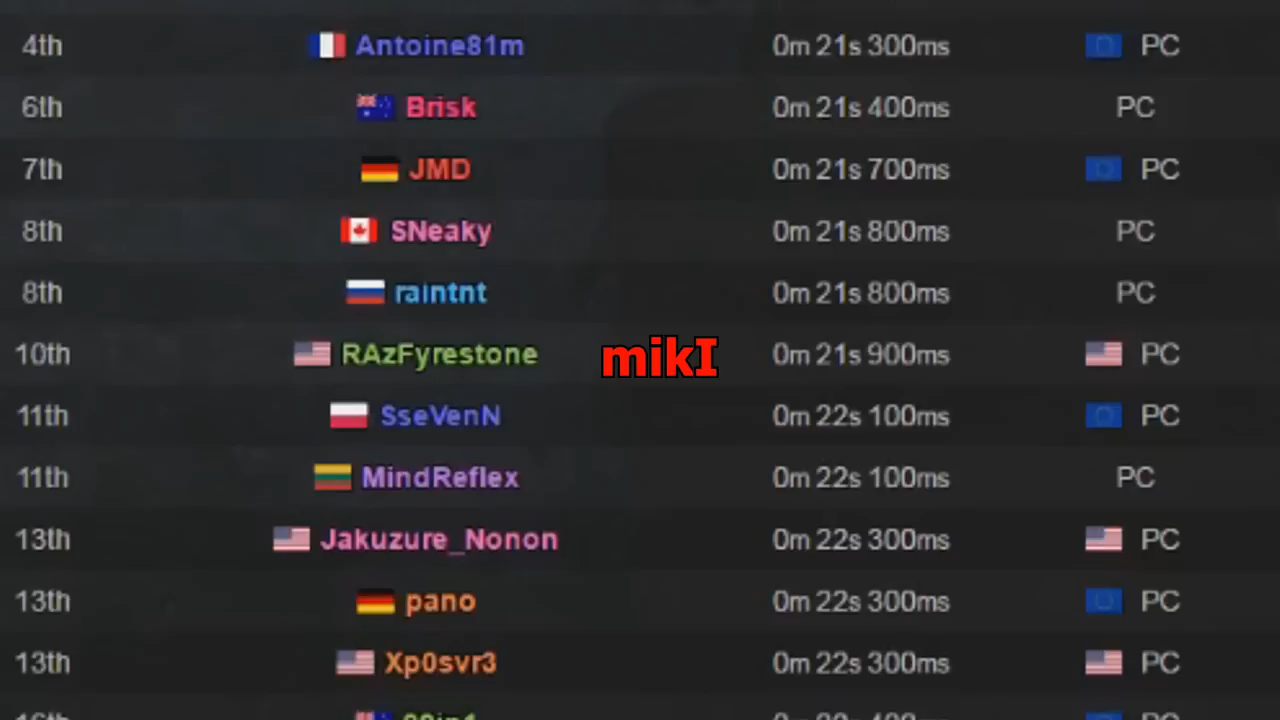 4th Antoine81m 0m 21s 300ms PC
6th Brisk 0m 21s 400ms PC
7th JMD 0m 21s 700ms PC
8th SNeaky 0m 21s 800ms PC
8th raintnt 0m 21s 800ms PC
10th RAzFyrestone mikI 0m 21s 900ms PC
11th SseVenN 0m 22s 100ms PC
11th MindReflex 0m 22s 100ms PC
13th Jakuzure_Nonon 0m 22s 300ms PC
13th pano 0m 22s 300ms PC
13th Xp0svr3 0m 22s 300ms PC